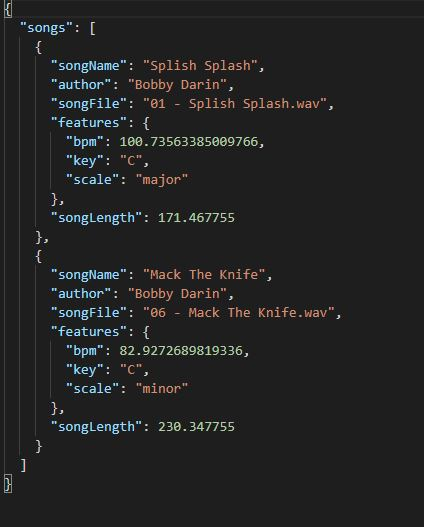 {
  "songs": [
    {
      "songName": "Splish Splash",
      "author": "Bobby Darin",
      "songFile": "01 - Splish Splash.wav",
      "features": {
        "bpm": 100.73563385009766,
        "key": "C",
        "scale": "major"
      },
      "songLength": 171.467755
    },
    {
      "songName": "Mack The Knife",
      "author": "Bobby Darin",
      "songFile": "06 - Mack The Knife.wav",
      "features": {
        "bpm": 82.9272689819336,
        "key": "C",
        "scale": "minor"
      },
      "songLength": 230.347755
    }
  ]
}